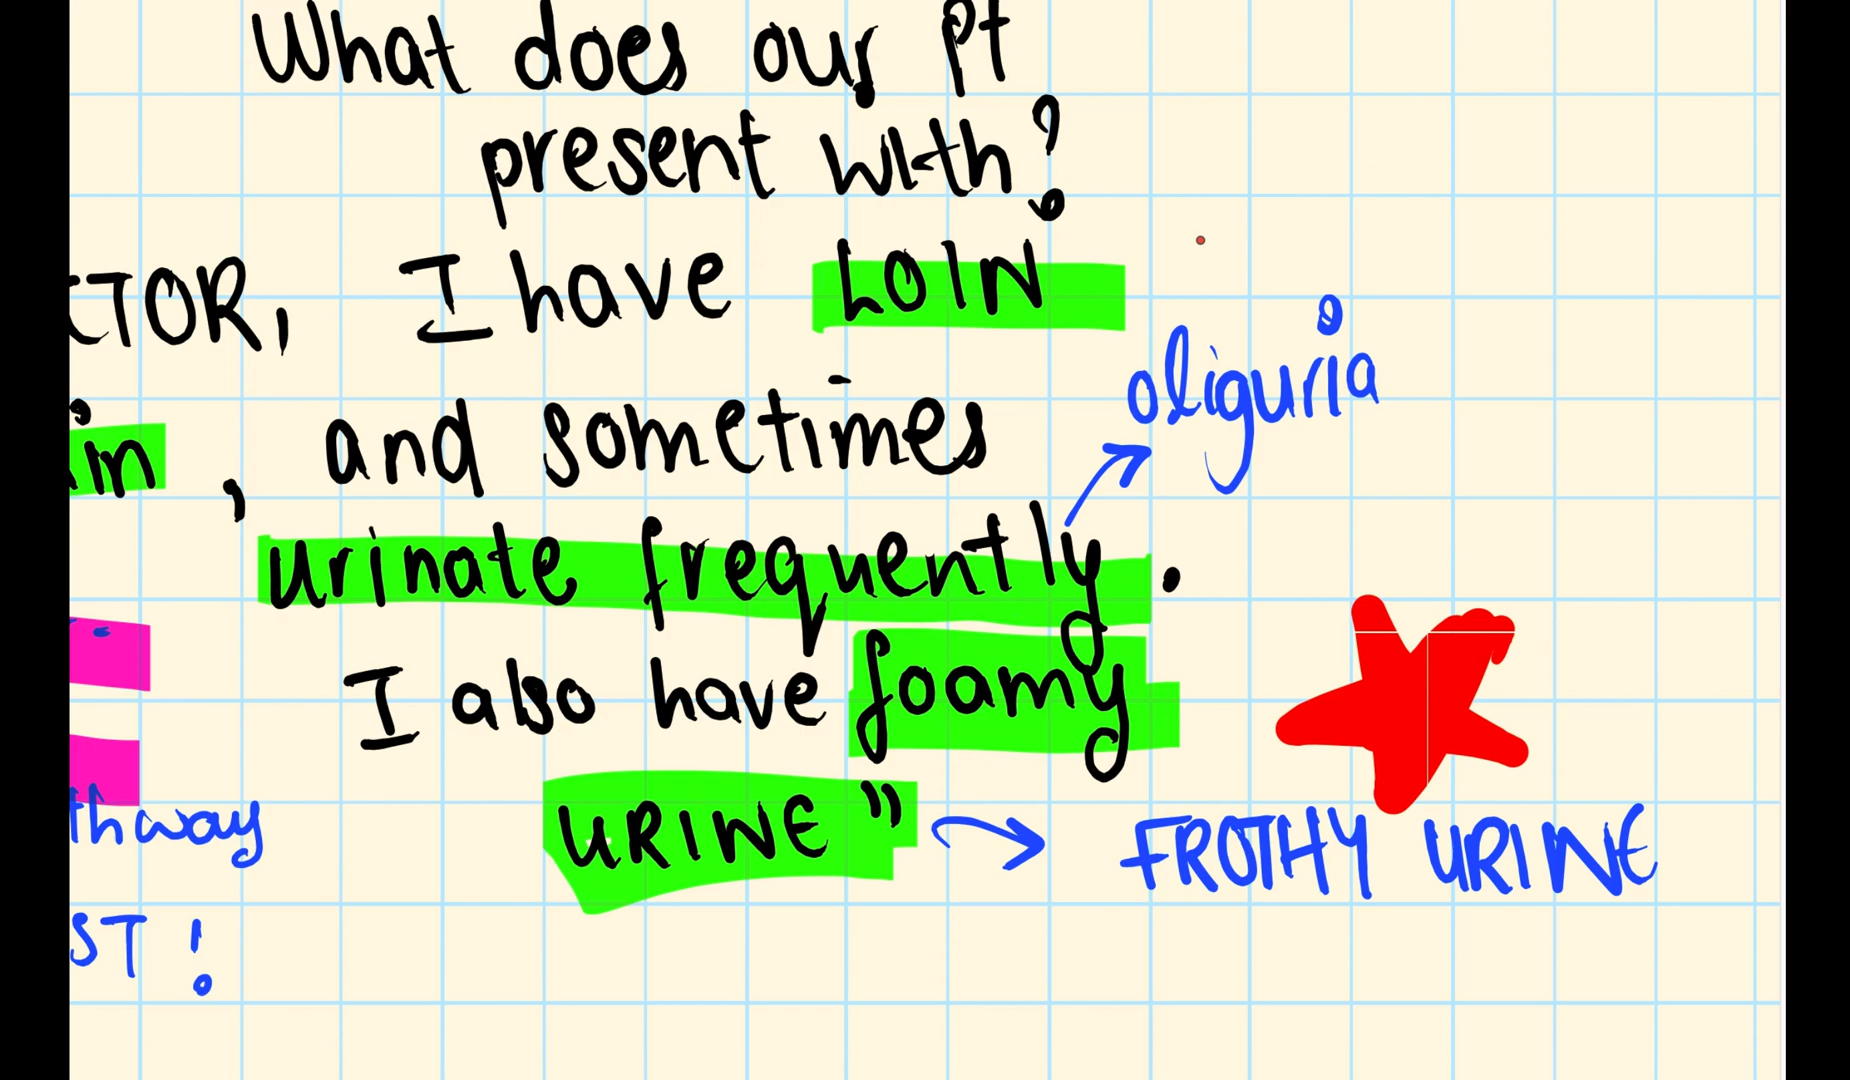 What does our pt
present with?
CTOR, I have LOIN
in, and sometimes
oliguria
urinate frequently.
I also have foamy
URINE" → FROTHY URINE
thway
ST!